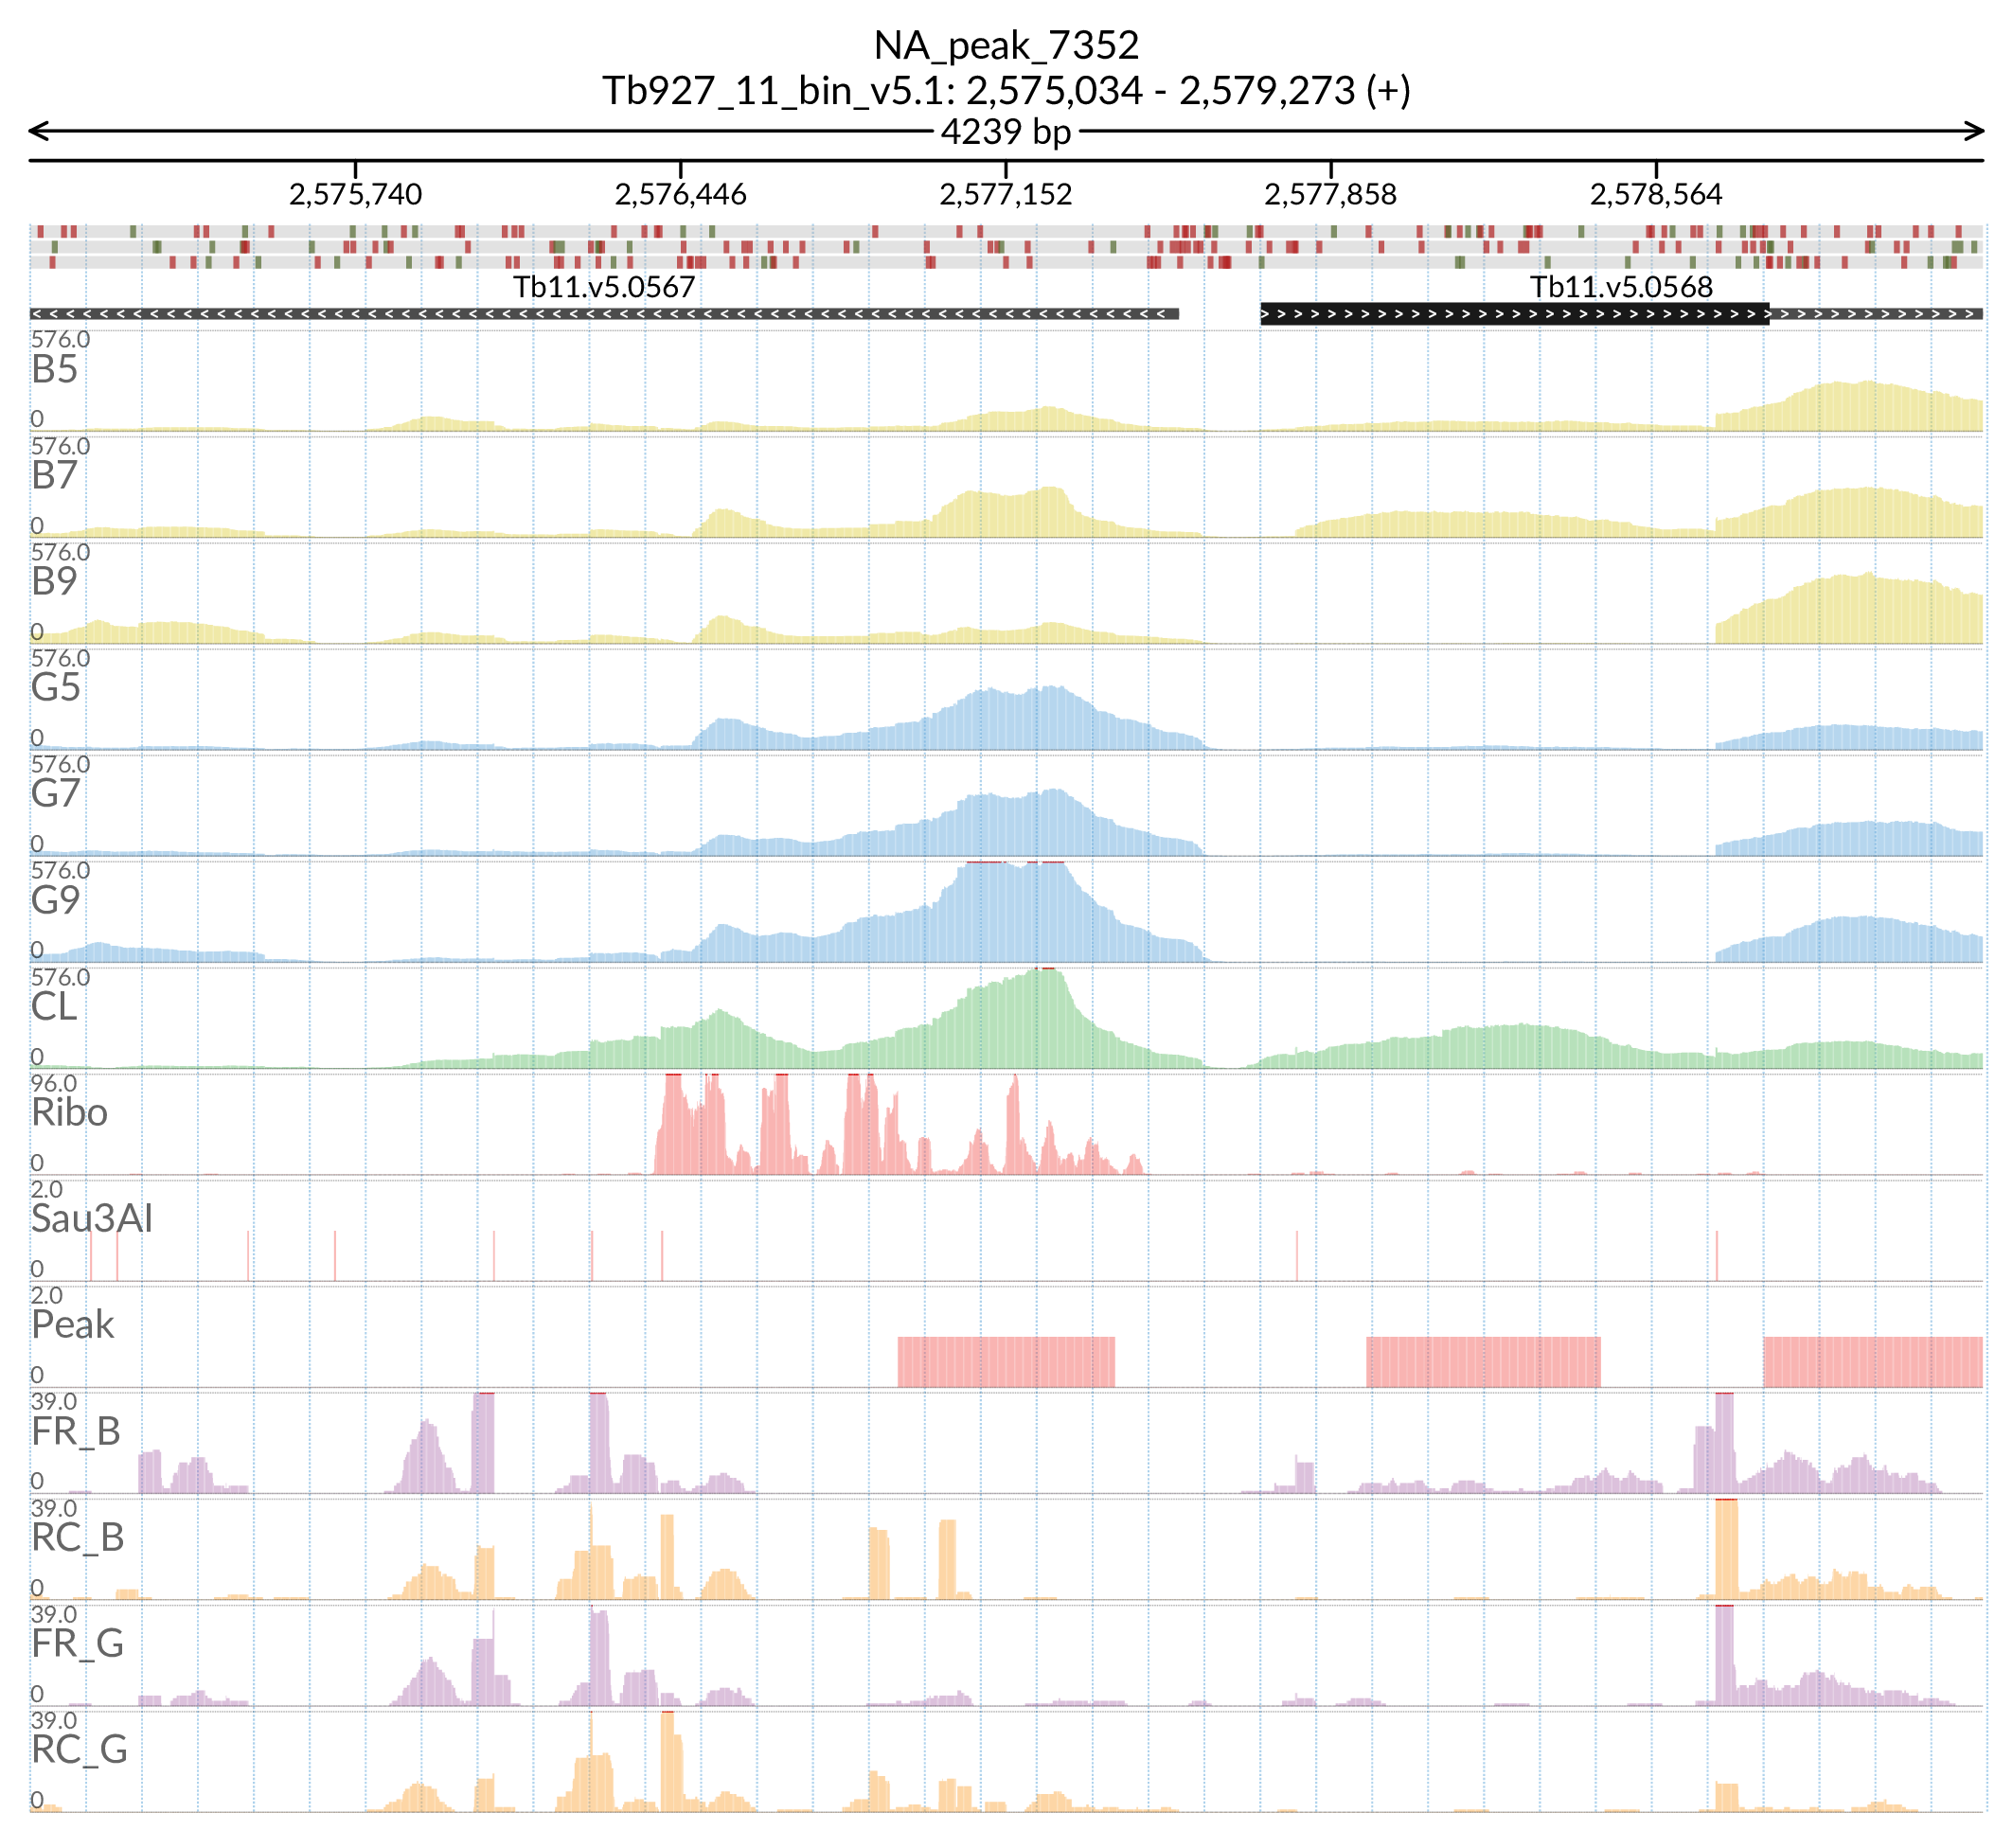 NA_peak_7352
Tb927_11_bin_v5.1: 2,575,034 - 2,579,273 (+)
4239 bp
2,575,740 2,576,446 2,577,152 2,577,858 2,578,564
Tb11.v5.0567 Tb11.v5.0568
576.0
B5
0
576.0
B7
0
576.0
B9
0
576.0
G5
0
576.0
G7
0
576.0
G9
0
576.0
CL
0
96.0
Ribo
0
2.0
Sau3AI
0
2.0
Peak
0
39.0
FR_B
0
39.0
RC_B
0
39.0
FR_G
0
39.0
RC_G
0